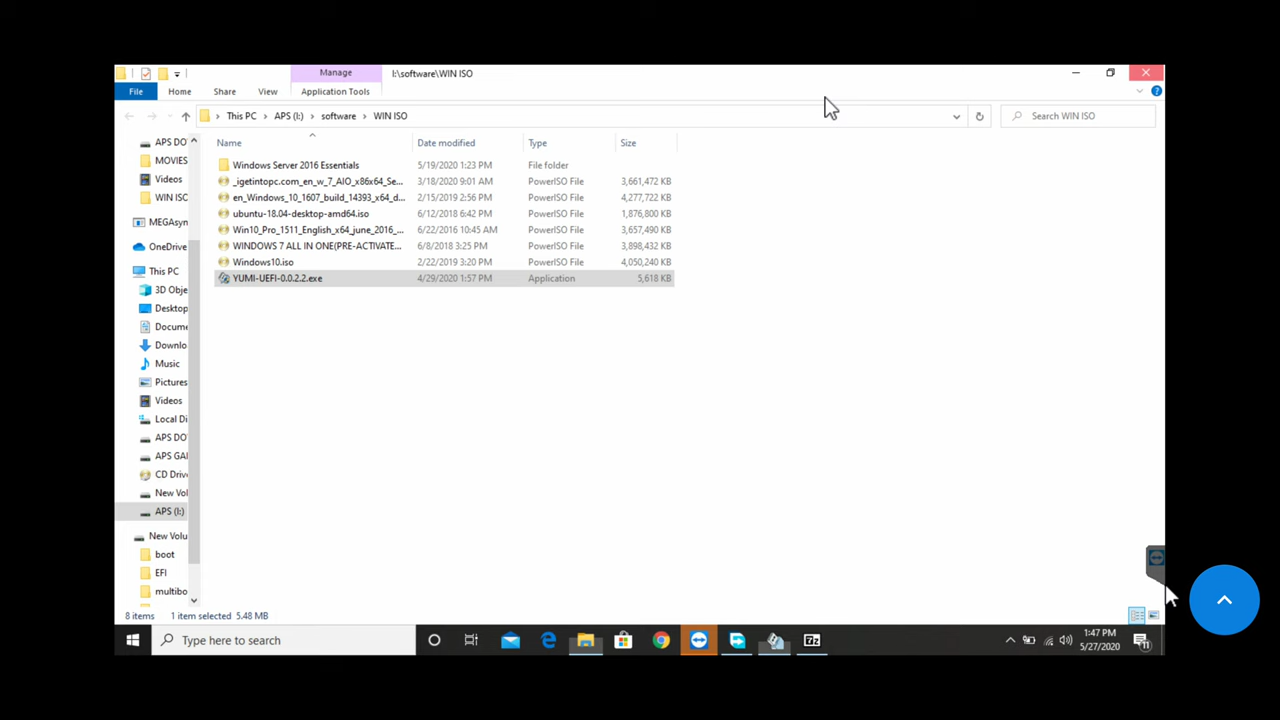 Manage I:\software\WIN ISO
File Home Share View Application Tools
This PC > APS (I:) > software > WIN ISO Search WIN ISO
Name Date modified Type Size
Windows Server 2016 Essentials 5/19/2020 1:23 PM File folder
_igetintopc.com_en_w_7_AIO_x86x64_Se... 3/18/2020 9:01 AM PowerISO File 3,661,472 KB
en_Windows_10_1607_build_14393_x64_d... 2/15/2019 2:56 PM PowerISO File 4,277,722 KB
ubuntu-18.04-desktop-amd64.iso 6/12/2018 6:42 PM PowerISO File 1,876,800 KB
Win10_Pro_1511_English_x64_june_2016_... 6/22/2016 10:45 AM PowerISO File 3,657,490 KB
WINDOWS 7 ALL IN ONE(PRE-ACTIVATE... 6/8/2018 3:25 PM PowerISO File 3,898,432 KB
Windows10.iso 2/22/2019 3:20 PM PowerISO File 4,050,240 KB
YUMI-UEFI-0.0.2.2.exe 4/29/2020 1:57 PM Application 5,618 KB
APS DO
MOVIES
Videos
WIN ISO
MEGAsyn
OneDrive
This PC
3D Obje
Desktop
Docume
Downlo
Music
Pictures
Videos
Local Di
APS DO
APS GA
CD Drive
New Vol
APS (I:)
New Volu
boot
EFI
multibo
8 items 1 item selected 5.48 MB
Type here to search
1:47 PM
5/27/2020
11